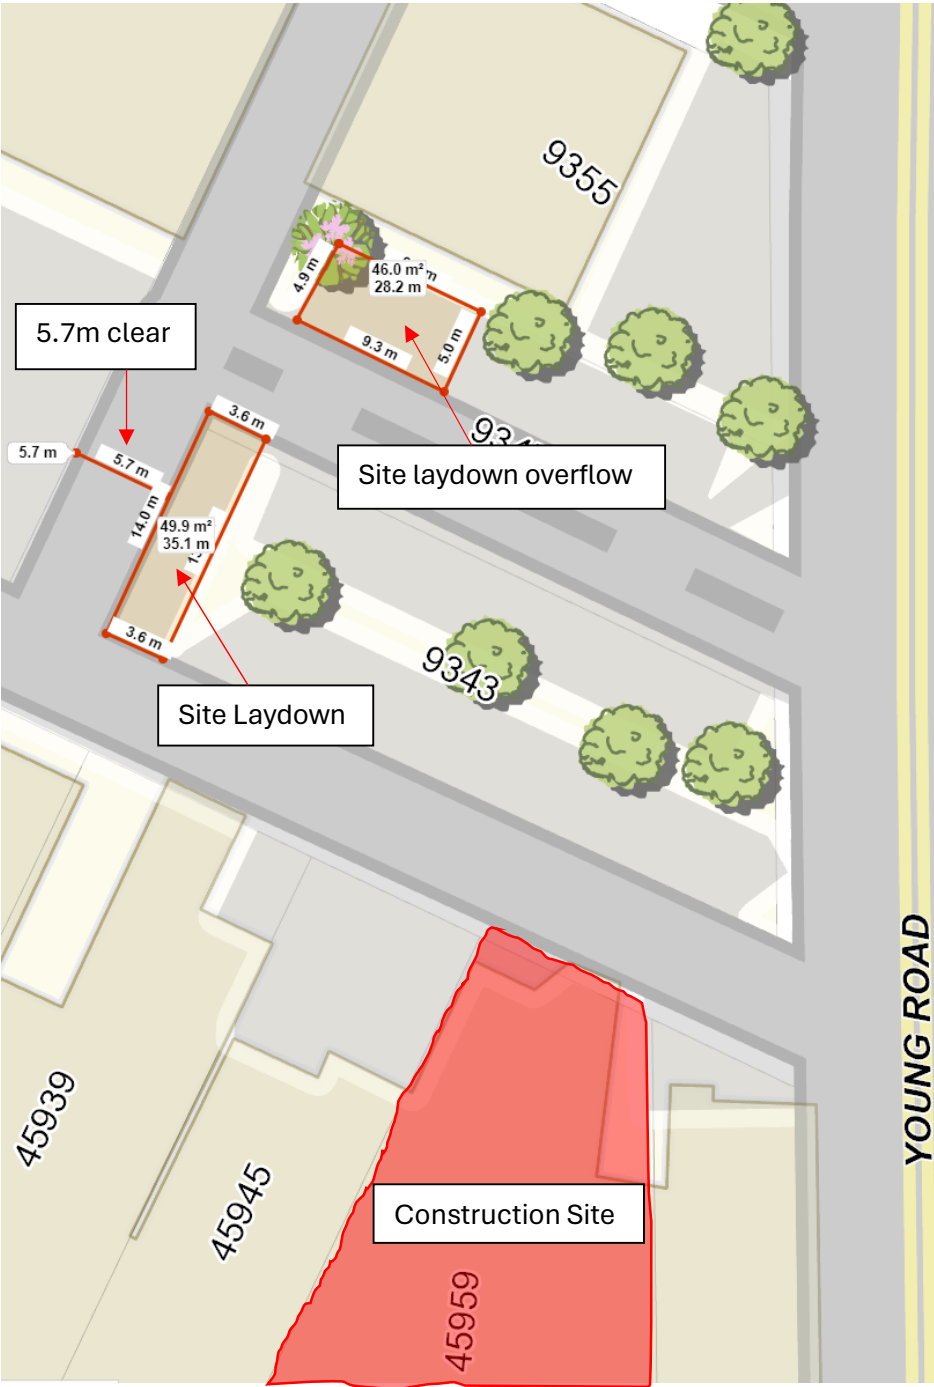 9355
4.9 m
46.0 m²
28.2 m
5.7m clear
9.3 m
5.0 m
3.6 m
5.7 m
5.7 m
Site laydown overflow
14.0 m
49.9 m²
35.1 m
3.6 m
9343
Site Laydown
YOUNG ROAD
45939
45945
Construction Site
45959